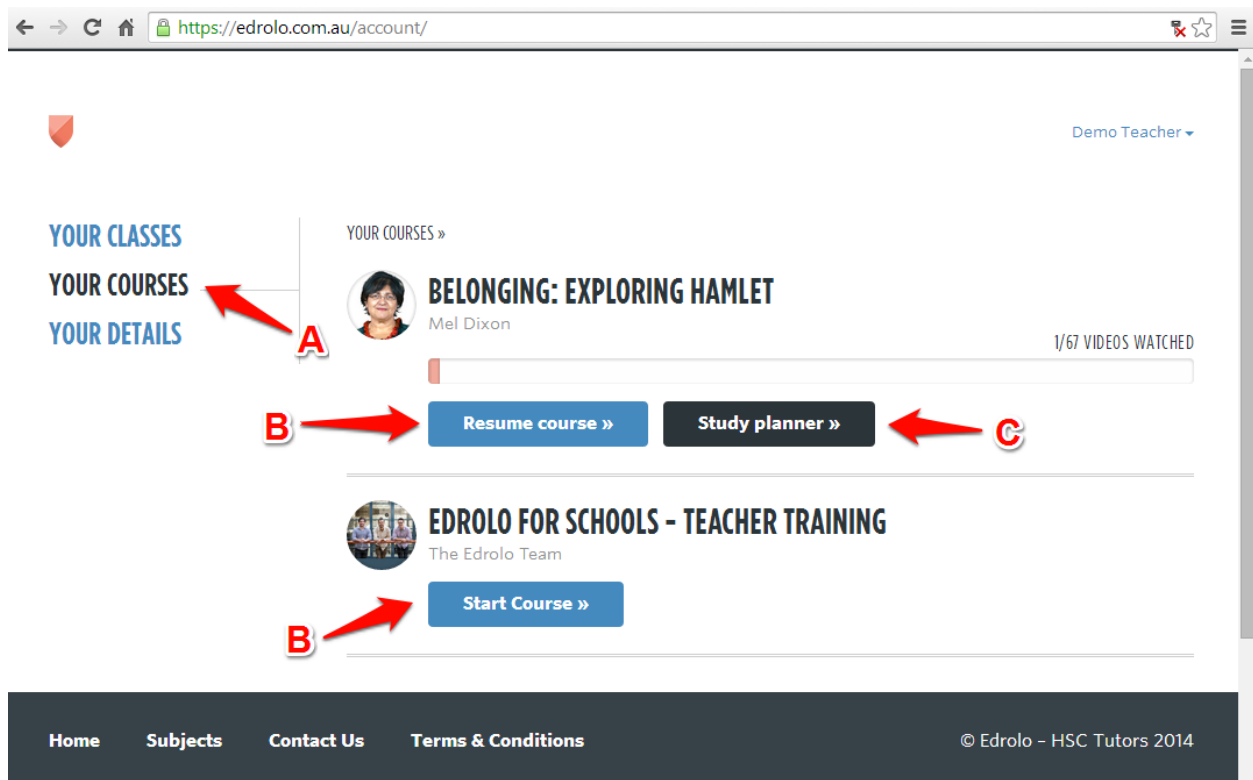 https://edrolo.com.au/account/
Demo Teacher
YOUR CLASSES
YOUR COURSES
YOUR DETAILS
A
YOUR COURSES »
BELONGING: EXPLORING HAMLET
Mel Dixon
1/67 VIDEOS WATCHED
B
Resume course »
Study planner »
C
EDROLO FOR SCHOOLS – TEACHER TRAINING
The Edrolo Team
Start Course »
B
Home Subjects Contact Us Terms & Conditions © Edrolo – HSC Tutors 2014